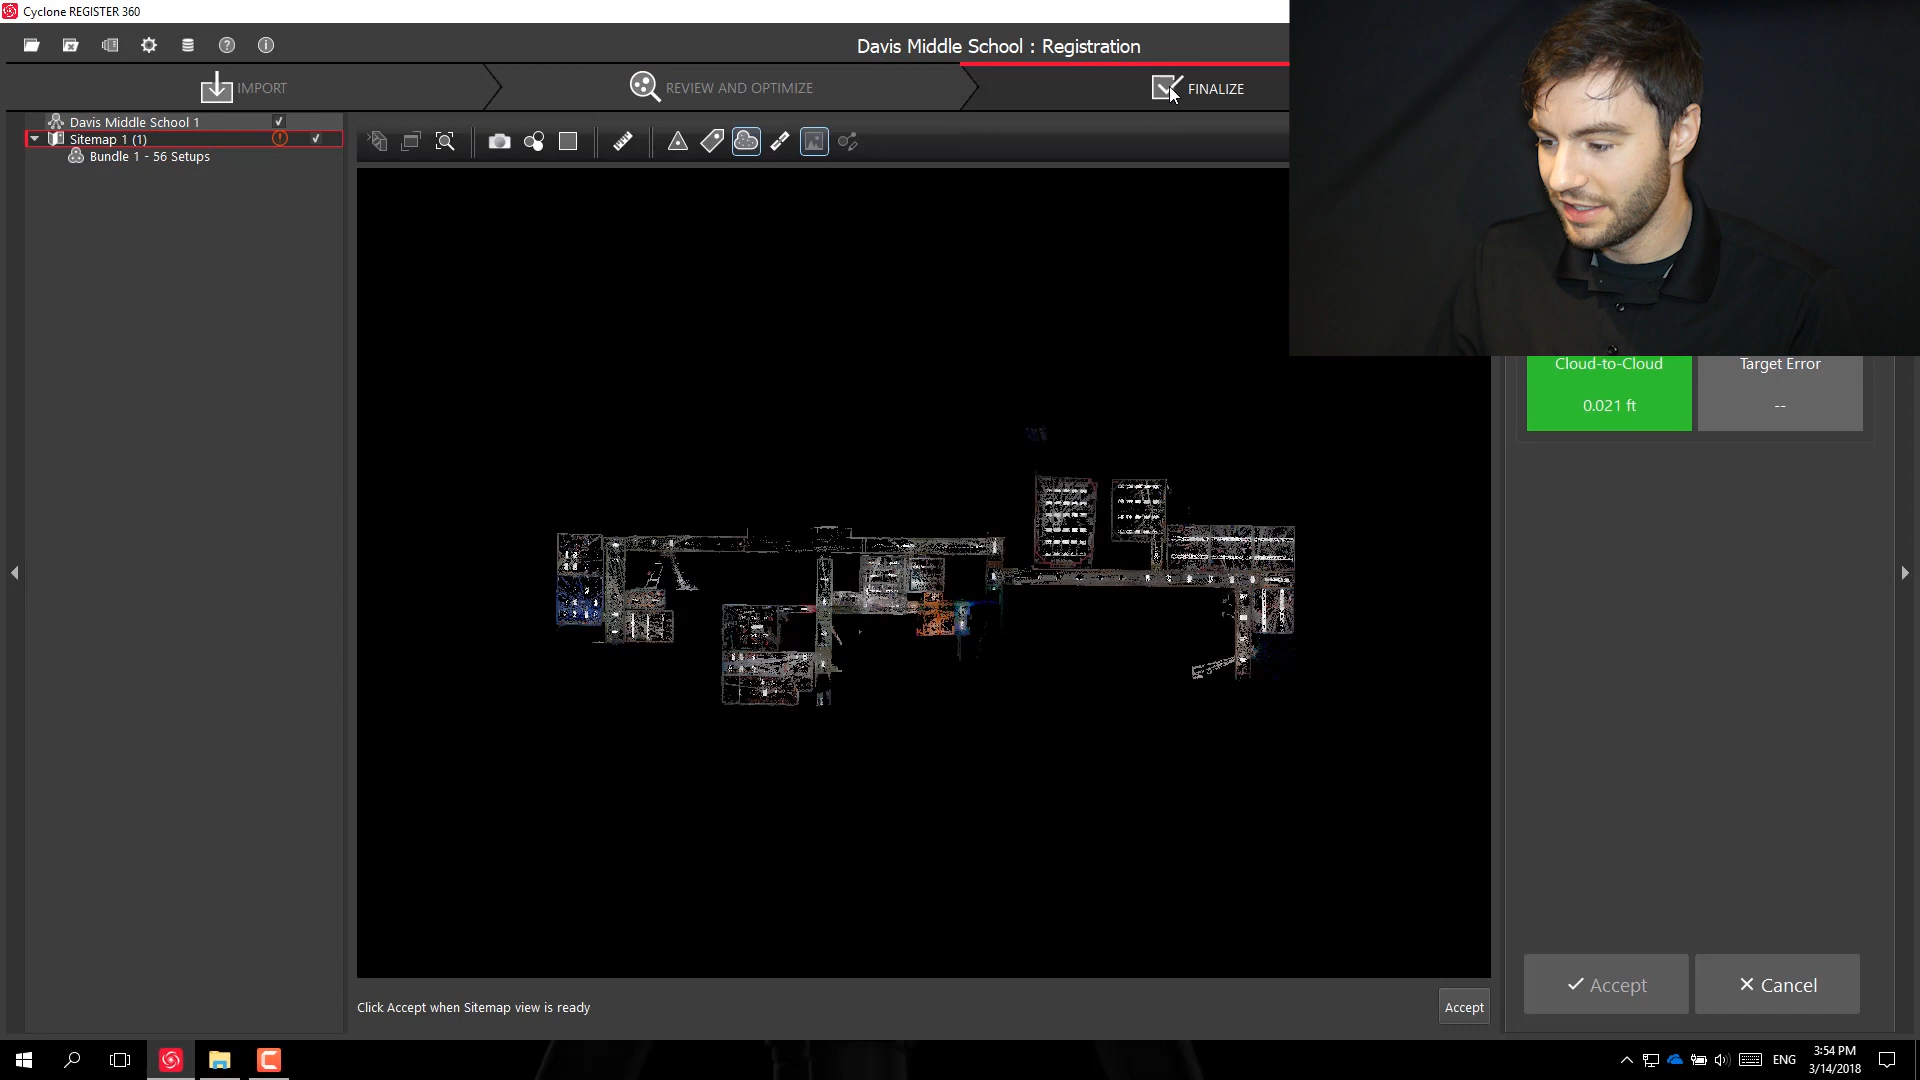 Cyclone REGISTER 360
Davis Middle School : Registration
IMPORT
REVIEW AND OPTIMIZE
FINALIZE
Davis Middle School 1
Sitemap 1 (1)
Bundle 1 - 56 Setups
Cloud-to-Cloud
0.021 ft
Target Error
--
Accept
Cancel
Click Accept when Sitemap view is ready
Accept
ENG
3:54 PM
3/14/2018